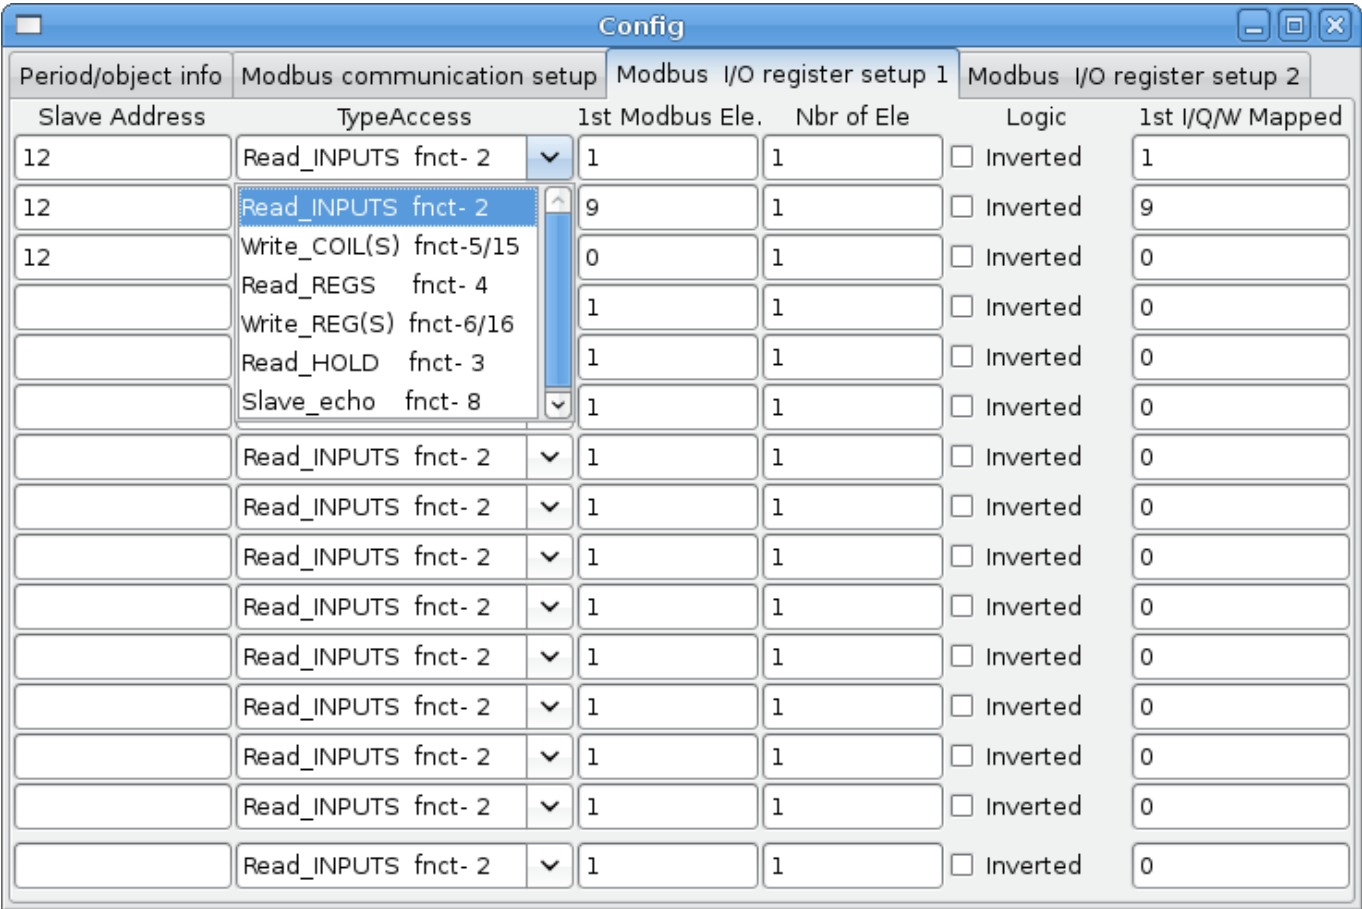 Config
Period/object info Modbus communication setup Modbus I/O register setup 1 Modbus I/O register setup 2
Slave Address TypeAccess 1st Modbus Ele. Nbr of Ele Logic 1st I/Q/W Mapped
12 Read_INPUTS fnct- 2 1 1 Inverted 1
12 Read_INPUTS fnct- 2 9 1 Inverted 9
Write_COIL(S) fnct-5/15
12 0 1 Inverted 0
Read_REGS fnct- 4
1 1 Inverted 0
Write_REG(S) fnct-6/16
Read_HOLD fnct- 3 1 1 Inverted 0
Slave_echo fnct- 8 1 1 Inverted 0
Read_INPUTS fnct- 2 1 1 Inverted 0
Read_INPUTS fnct- 2 1 1 Inverted 0
Read_INPUTS fnct- 2 1 1 Inverted 0
Read_INPUTS fnct- 2 1 1 Inverted 0
Read_INPUTS fnct- 2 1 1 Inverted 0
Read_INPUTS fnct- 2 1 1 Inverted 0
Read_INPUTS fnct- 2 1 1 Inverted 0
Read_INPUTS fnct- 2 1 1 Inverted 0
Read_INPUTS fnct- 2 1 1 Inverted 0